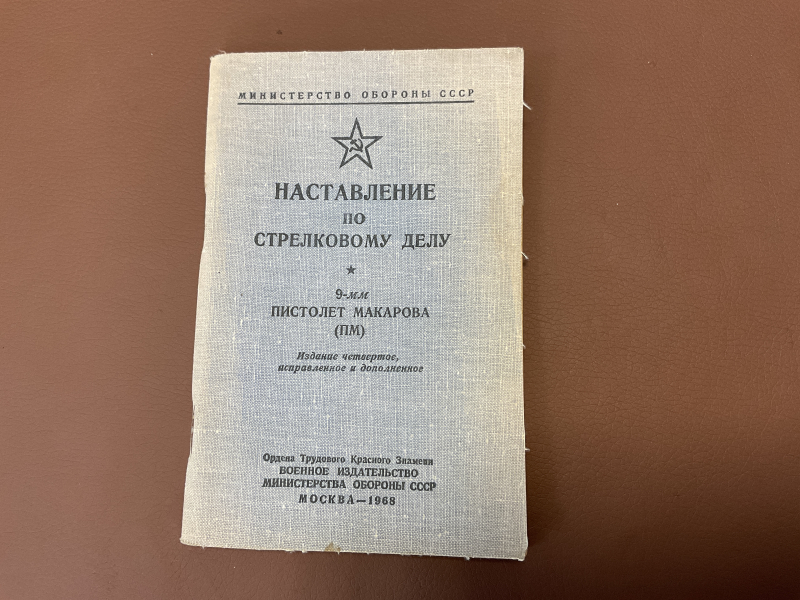 МИНИСТЕРСТВО ОБОРОНЫ СССР
НАСТАВЛЕНИЕ
ПО
СТРЕЛКОВОМУ ДЕЛУ
9-мм
ПИСТОЛЕТ МАКАРОВА
(ПМ)
Издание четвертое,
исправленное и дополненное
Ордена Трудового Красного Знамени
ВОЕННОЕ ИЗДАТЕЛЬСТВО
МИНИСТЕРСТВА ОБОРОНЫ СССР
МОСКВА—1968